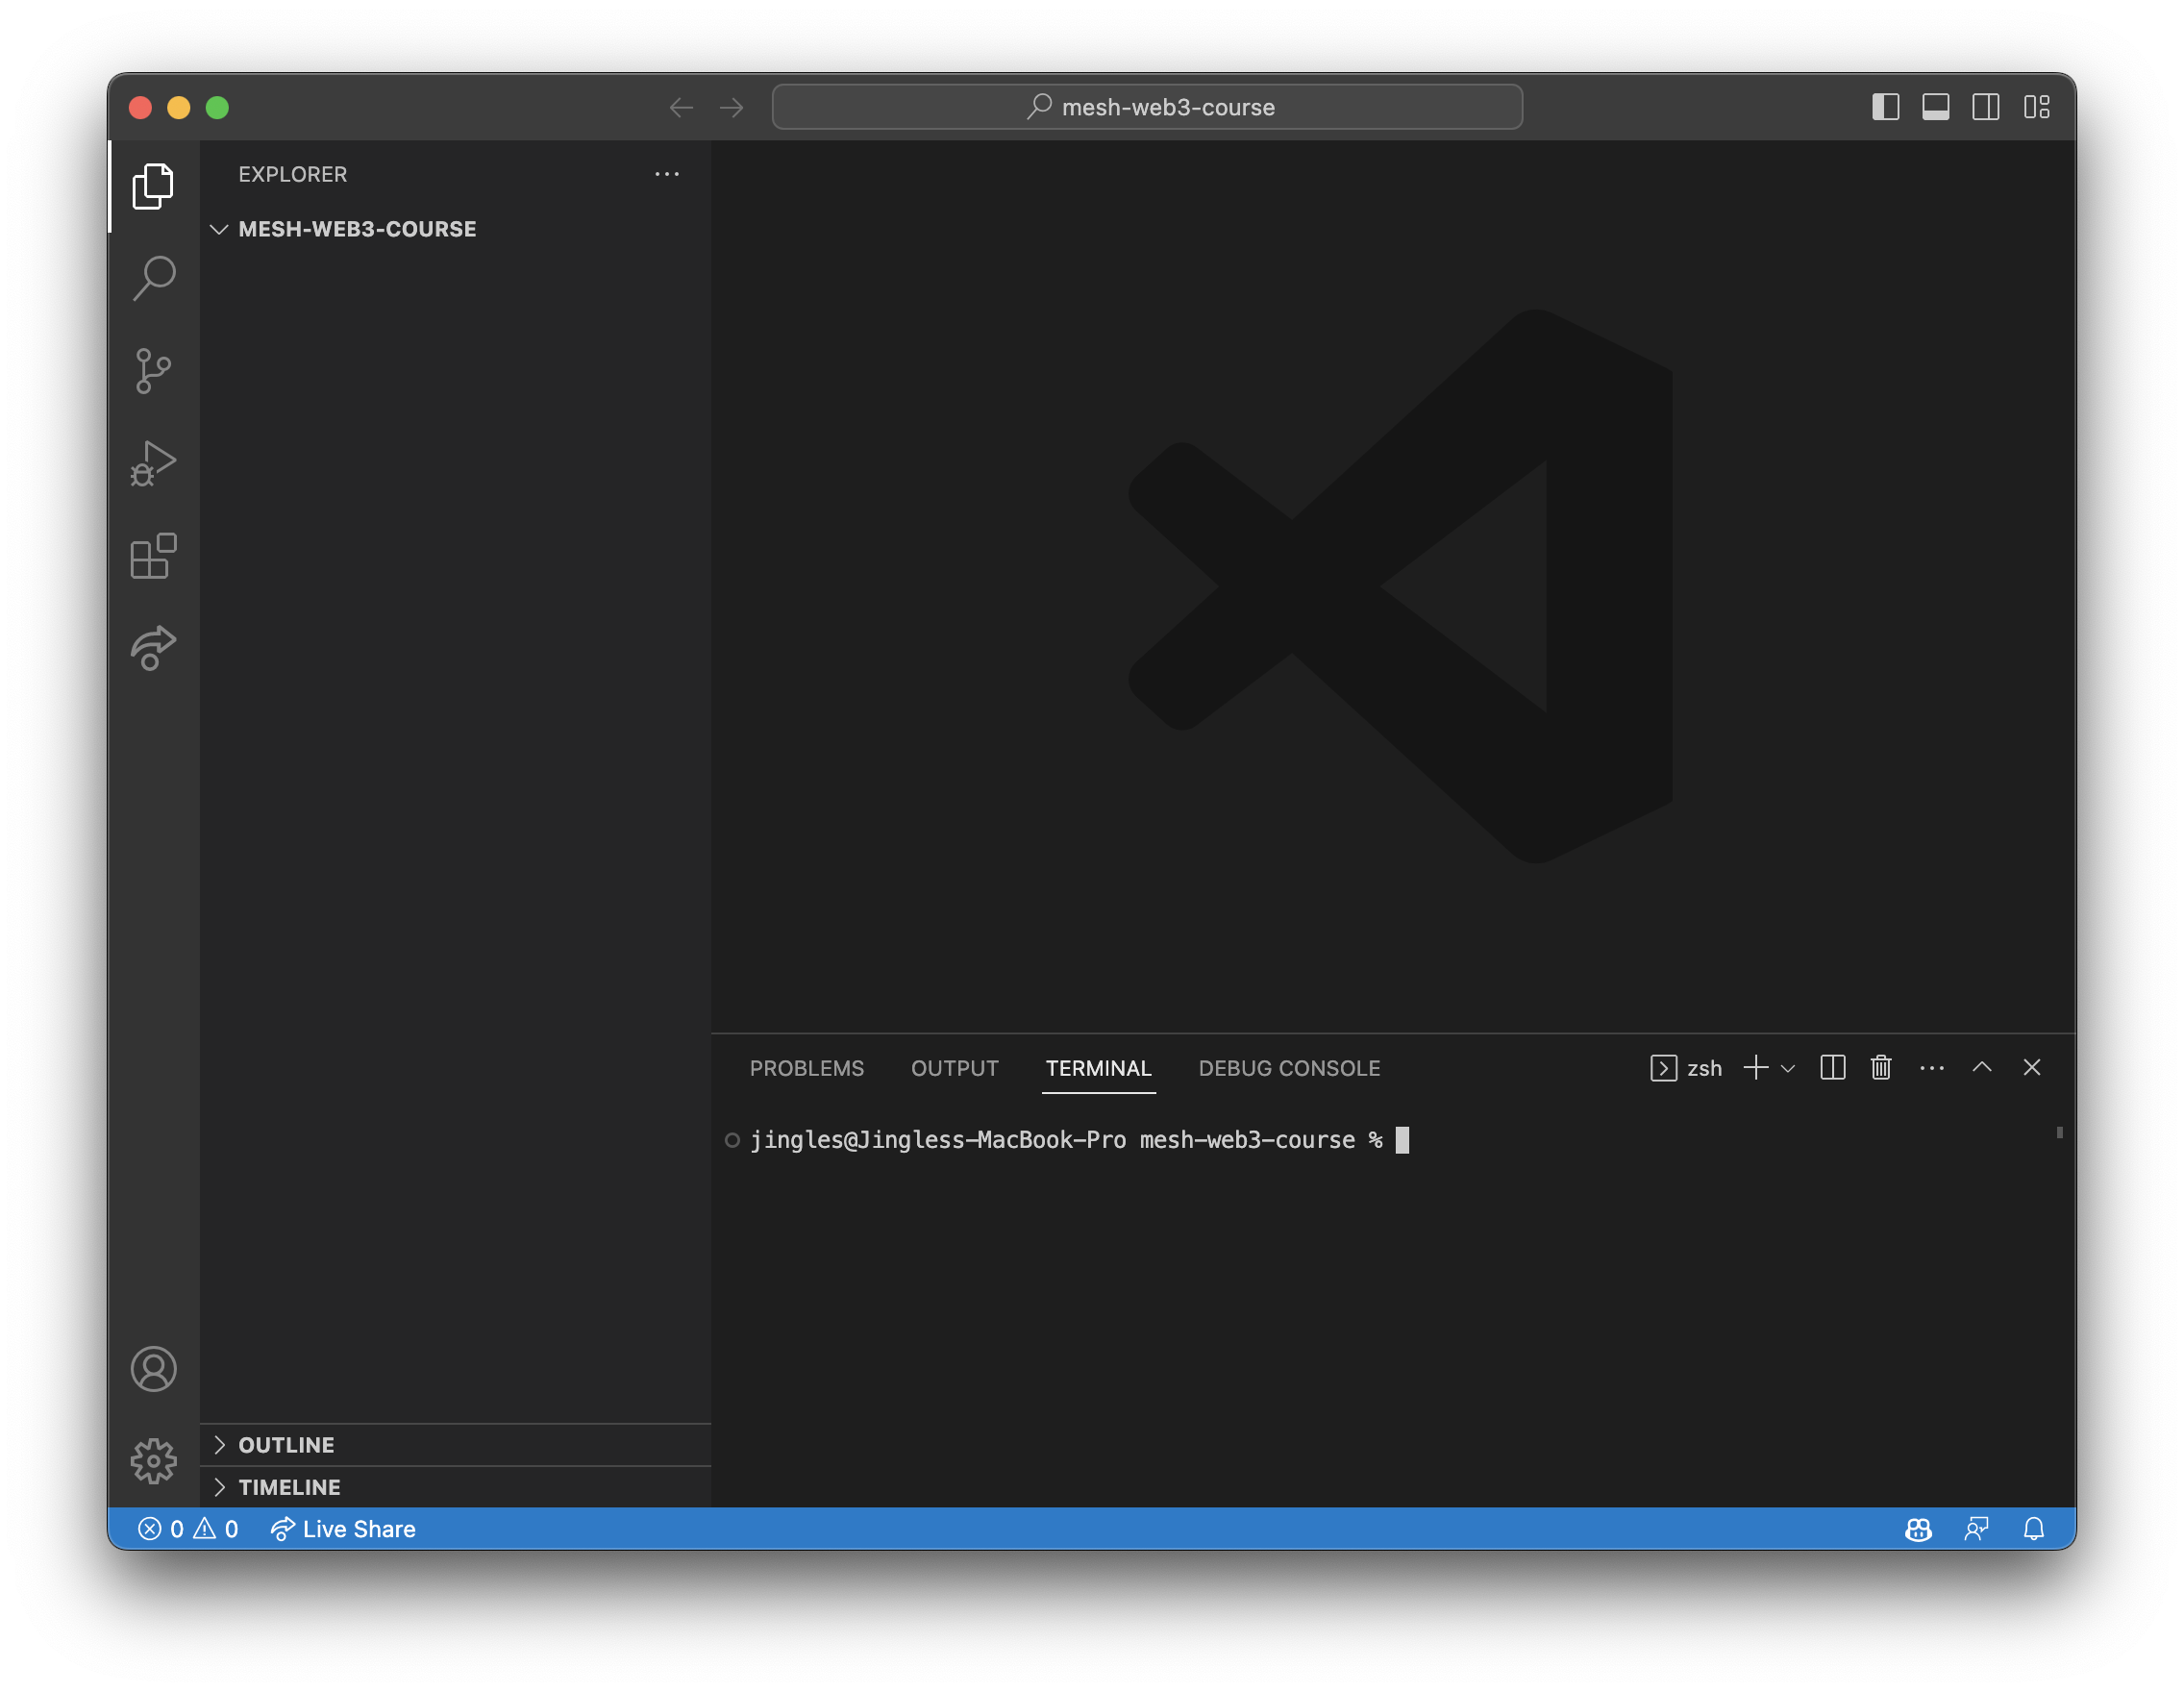 mesh-web3-course
EXPLORER
MESH-WEB3-COURSE
PROBLEMS OUTPUT TERMINAL DEBUG CONSOLE zsh
jingles@Jingless-MacBook-Pro mesh-web3-course %
OUTLINE
TIMELINE
0 0 Live Share